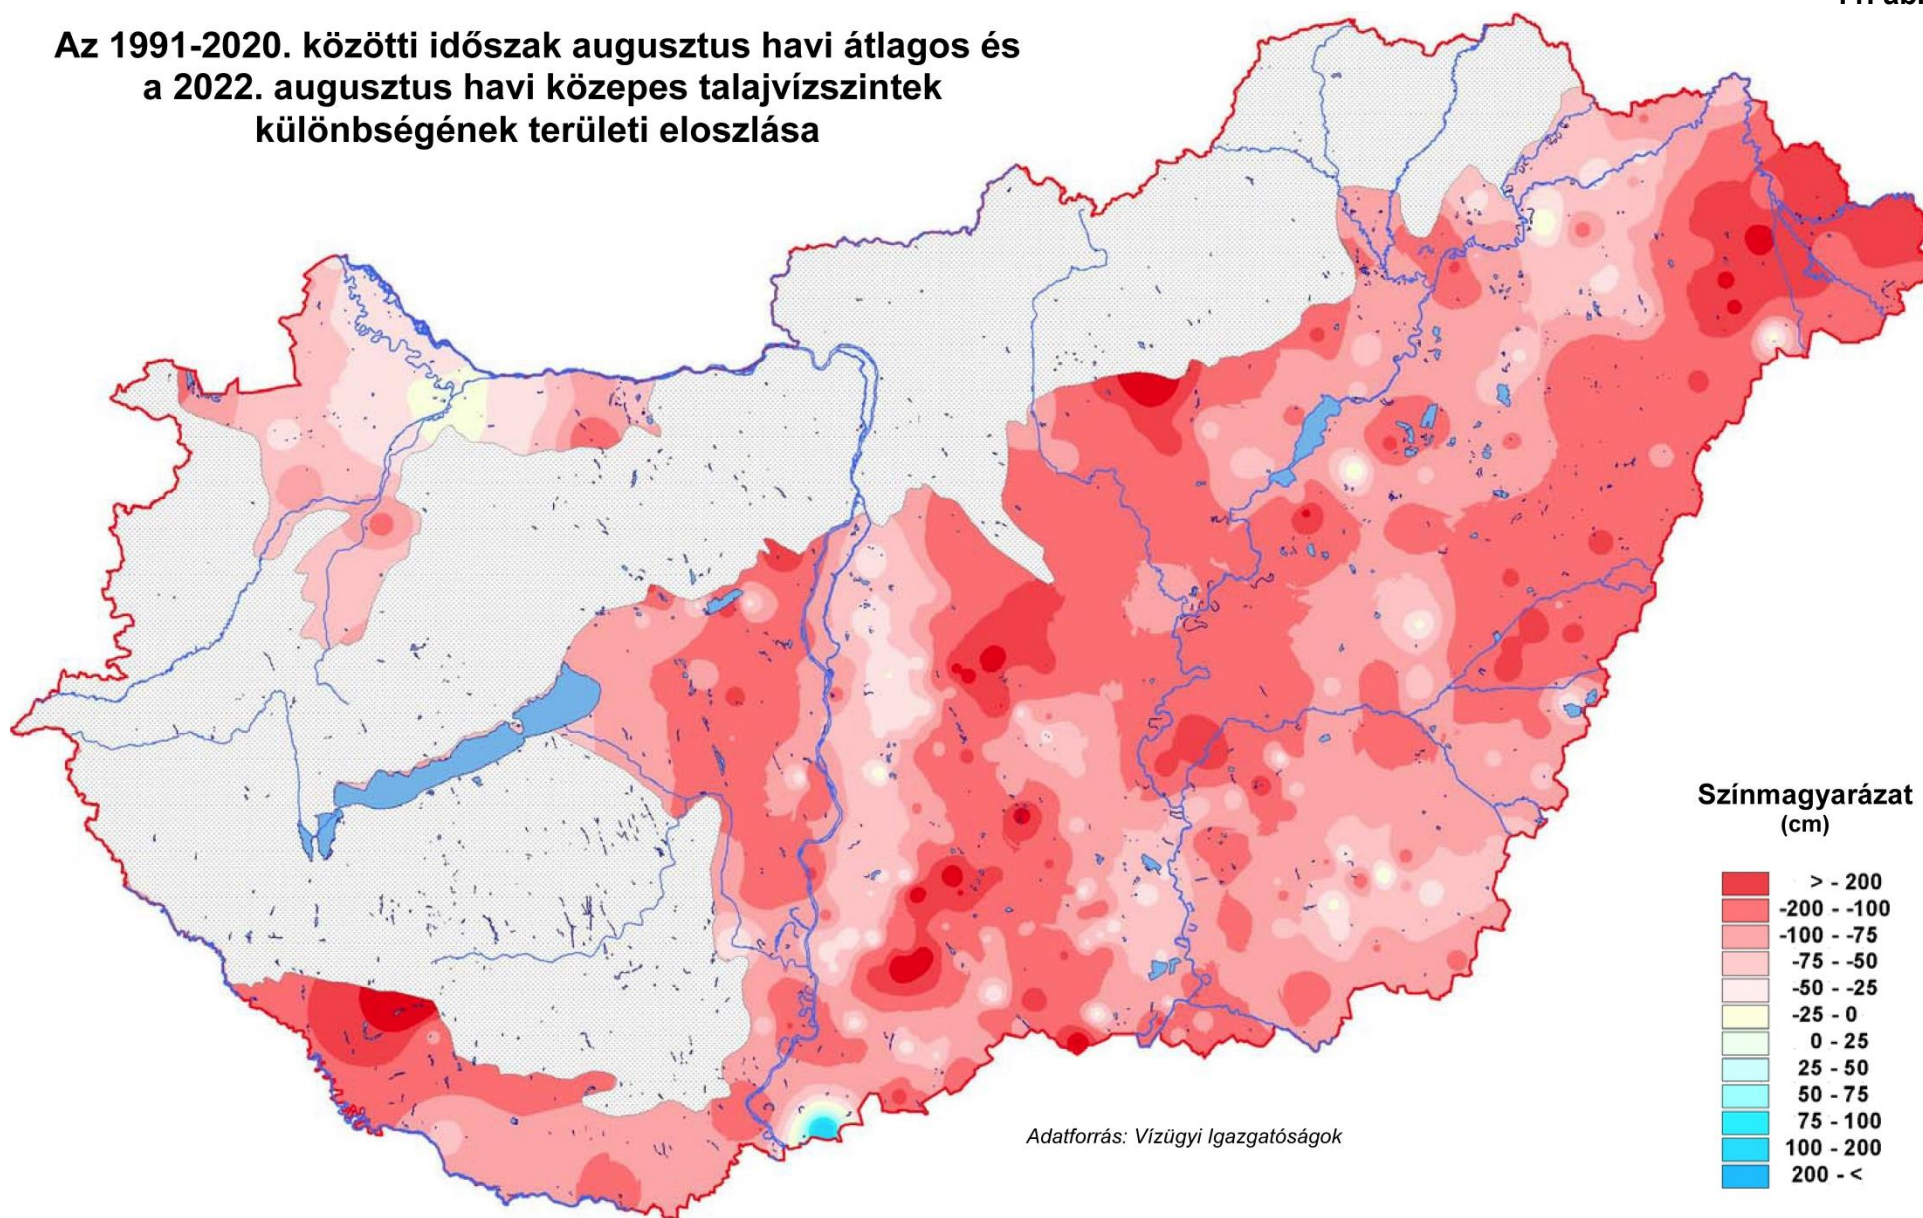 Az 1991-2020. közötti időszak augusztus havi átlagos és
a 2022. augusztus havi közepes talajvízszintek
különbségének területi eloszlása
Színmagyarázat
(cm)
> - 200
-200 - -100
-100 - -75
-75 - -50
-50 - -25
-25 - 0
0 - 25
25 - 50
50 - 75
75 - 100
100 - 200
200 - <
Adatforrás: Vízügyi Igazgatóságok